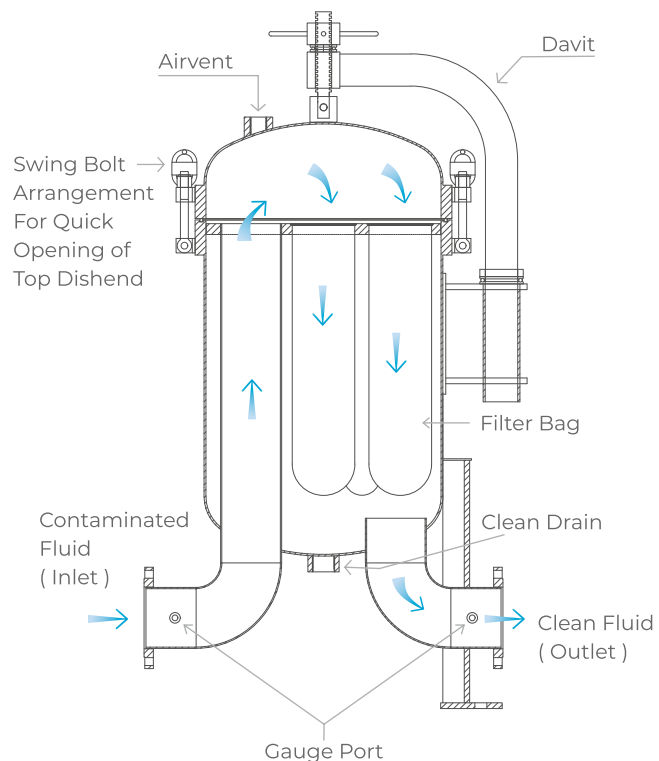 Davit
Airvent
Swing Bolt
Arrangement
For Quick
Opening of
Top Dishend
Filter Bag
Contaminated
Fluid
( Inlet )
Clean Drain
Clean Fluid
( Outlet )
Gauge Port